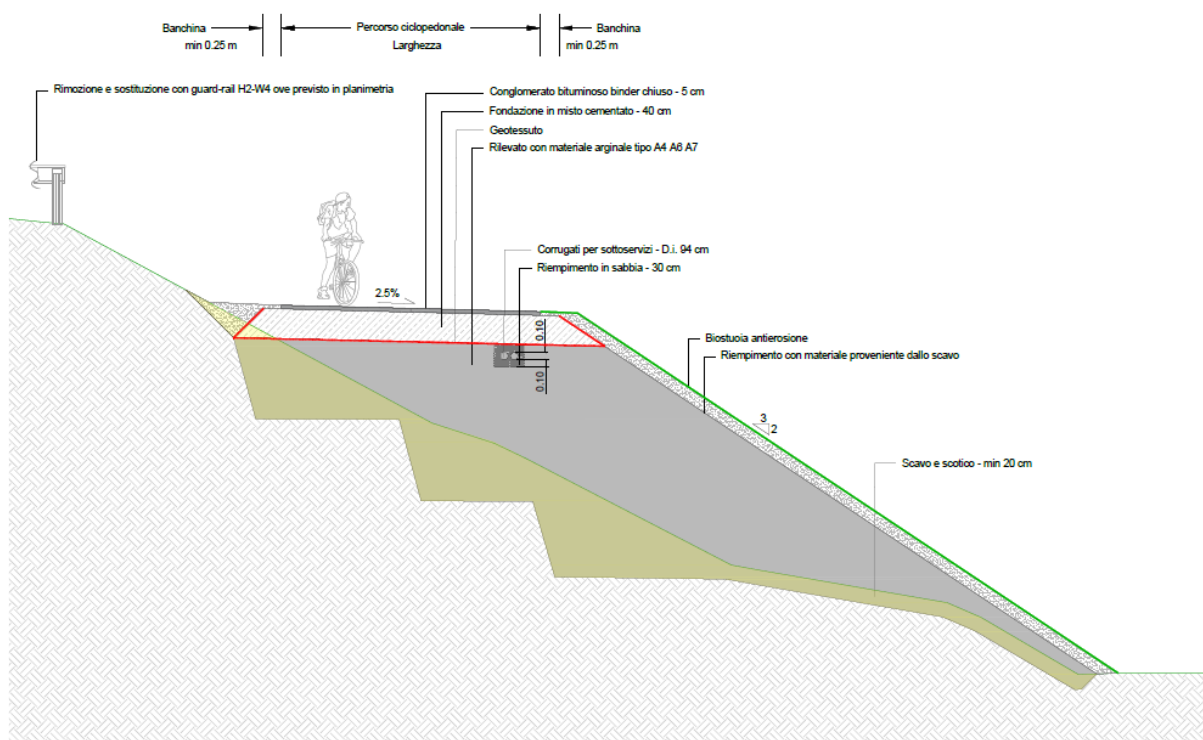 Banchina
min 0.25 m
Percorso ciclopedonale
Larghezza
Banchina
min 0.25 m
Rimozione e sostituzione con guard-rail H2-W4 ove previsto in planimetria
Conglomerato bituminoso binder chiuso - 5 cm
Fondazione in misto cementato - 40 cm
Geotessuto
Rilevato con materiale arginale tipo A4 A6 A7
Corrugati per sottoservizi - D.i. 94 cm
Riempimento in sabbia - 30 cm
2.5%
0.10
0.10
Biostuoia antierosione
Riempimento con materiale proveniente dallo scavo
3
2
Scavo e scotico - min 20 cm